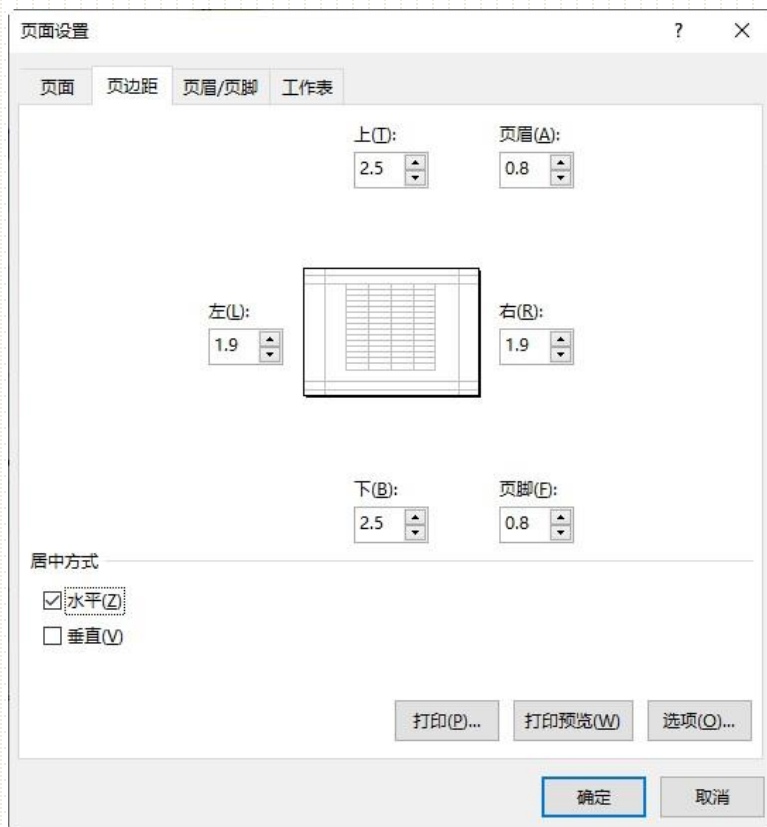 页面设置 ?
页面 页边距 页眉/页脚 工作表
上(T): 页眉(A):
2.5 0.8
左(L): 右(R):
1.9 1.9
下(B): 页脚(F):
2.5 0.8
居中方式
水平(Z)
垂直(V)
打印(P)... 打印预览(W) 选项(O)...
确定 取消